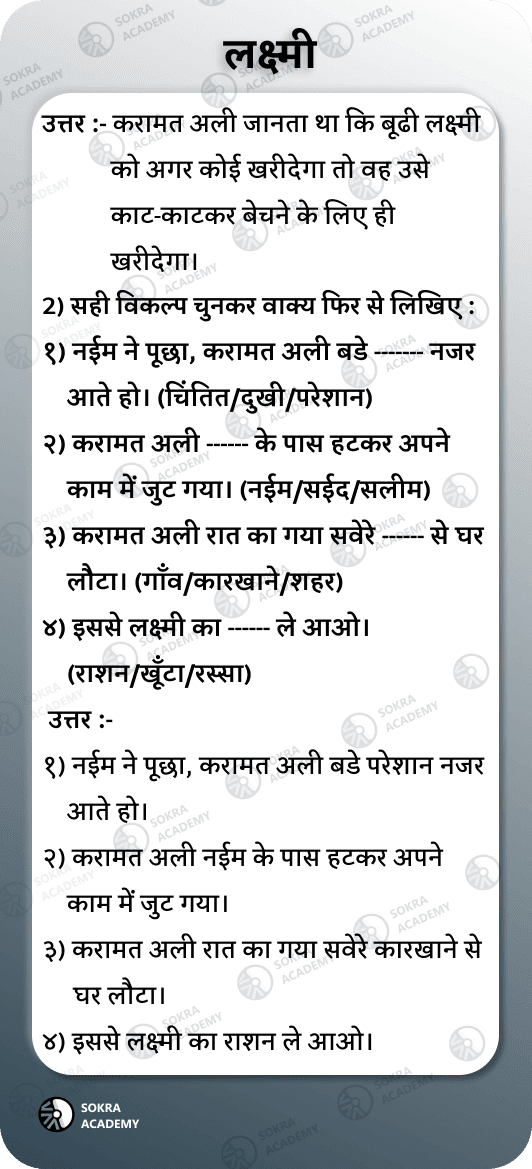 लक्ष्मी
उत्तर :- करामत अली जानता था कि बूढी लक्ष्मी
को अगर कोई खरीदेगा तो वह उसे
काट-काटकर बेचने के लिए ही
खरीदेगा।
2) सही विकल्प चुनकर वाक्य फिर से लिखिए :
१) नईम ने पूछा, करामत अली बडे ------- नजर
आते हो। (चिंतित/दुखी/परेशान)
२) करामत अली ------ के पास हटकर अपने
काम में जुट गया। (नईम/सईद/सलीम)
३) करामत अली रात का गया सवेरे ------ से घर
लौटा। (गाँव/कारखाने/शहर)
४) इससे लक्ष्मी का ------ ले आओ।
(राशन/खूँटा/रस्सा)
उत्तर :-
१) नईम ने पूछा, करामत अली बडे परेशान नजर
आते हो।
२) करामत अली नईम के पास हटकर अपने
काम में जुट गया।
३) करामत अली रात का गया सवेरे कारखाने से
घर लौटा।
४) इससे लक्ष्मी का राशन ले आओ।
SOKRA
ACADEMY